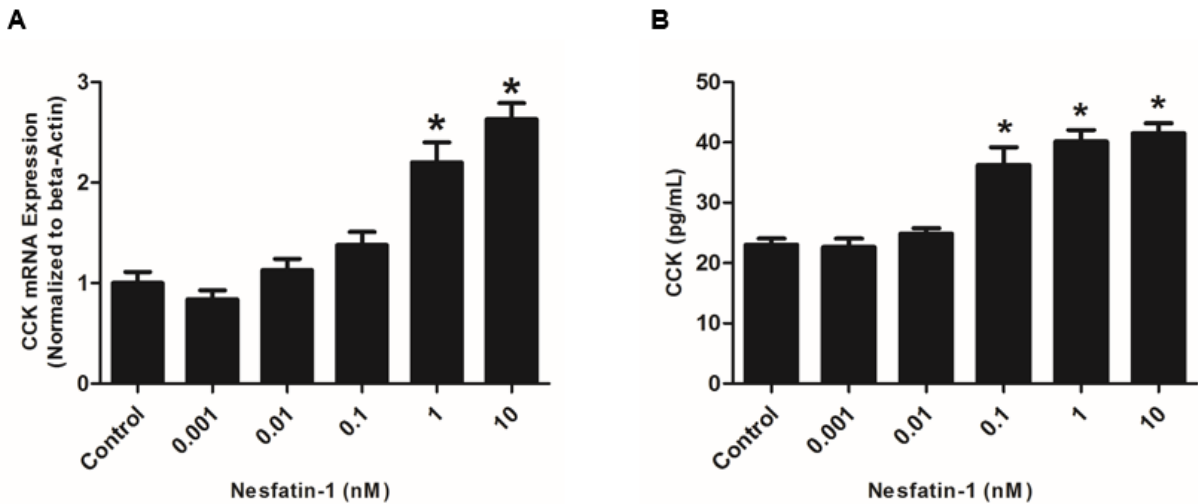 A
CCK mRNA Expression
(Normalized to beta-Actin)
3
2
1
0
*
*
Control
0.001
0.01
0.1
1
10
Nesfatin-1 (nM)
B
CCK (pg/mL)
50
40
30
20
10
0
*
*
*
Control
0.001
0.01
0.1
1
10
Nesfatin-1 (nM)